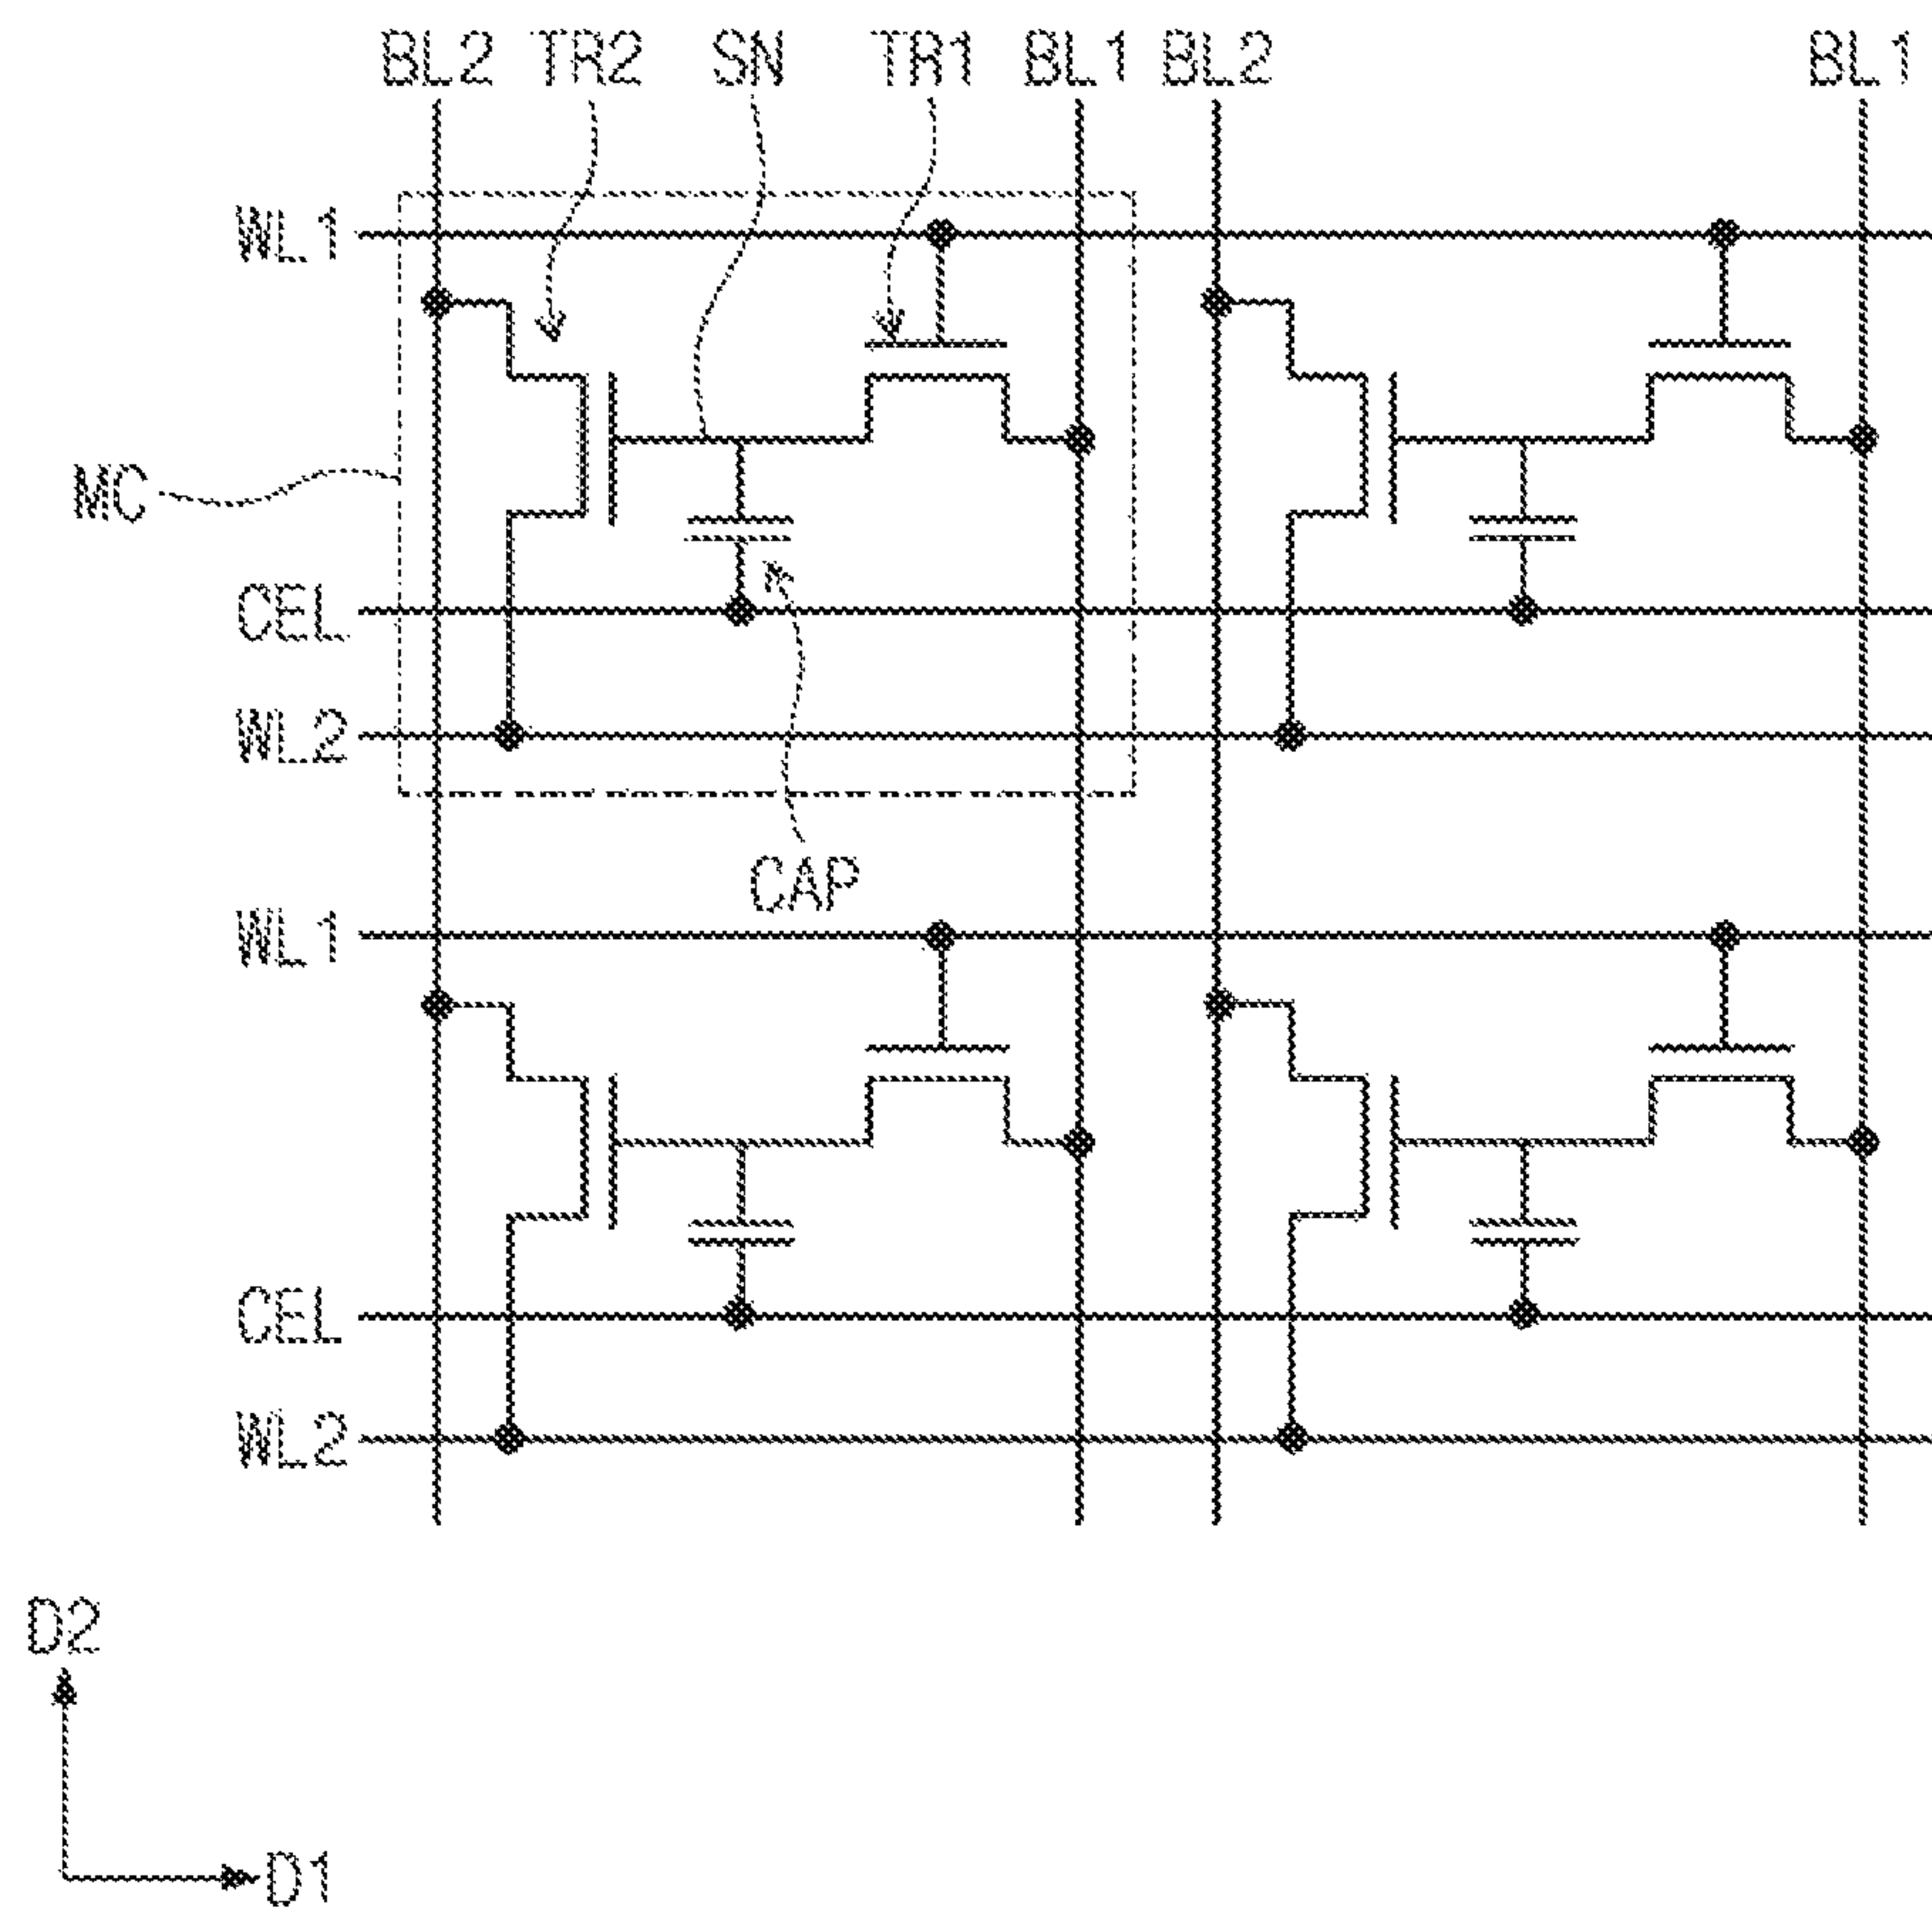 BL2 TR2 SN TR1 BL1 BL2 BL1
WL1
MC
CEL
WL2
CAP
WL1
CEL
WL2
D2
D1